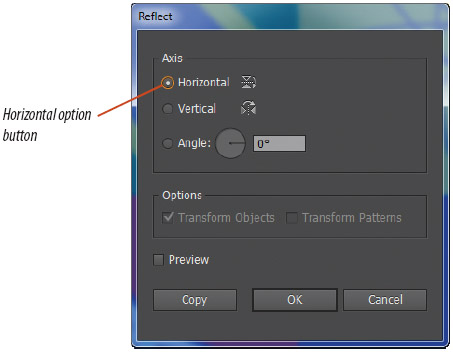 Reflect
Axis
Horizontal
Horizontal option
button
Vertical
Angle: 0°
Options
Transform Objects Transform Patterns
Preview
Copy OK Cancel